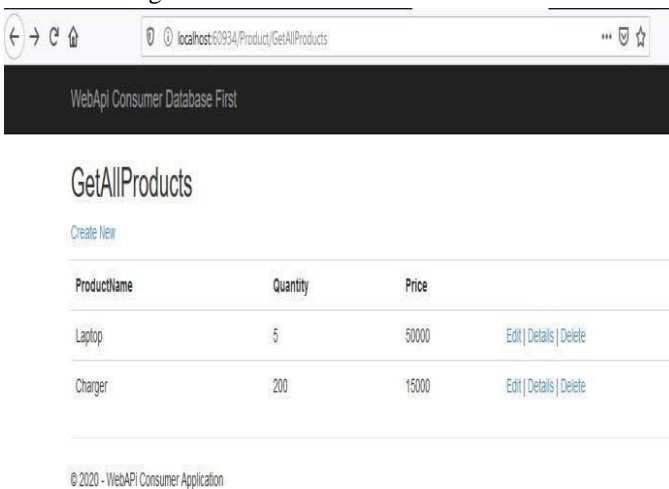 localhost:60934/Product/GetAllProducts
WebApi Consumer Database First
GetAllProducts
Create New
ProductName Quantity Price
Laptop 5 50000 Edit | Details | Delete
Charger 200 15000 Edit | Details | Delete
© 2020 - WebAPi Consumer Application